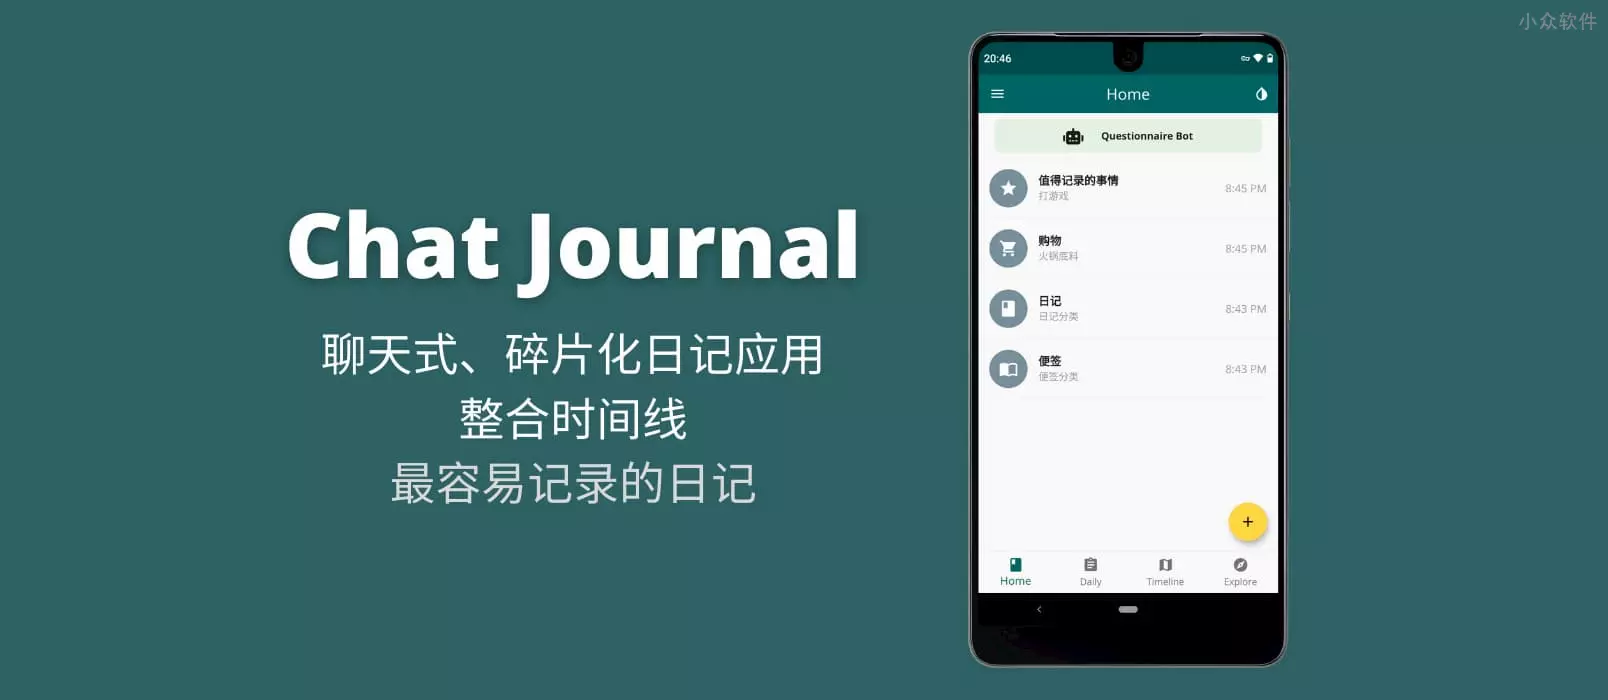 小众软件
Chat Journal
聊天式、碎片化日记应用
整合时间线
最容易记录的日记
20:46
Home
Questionnaire Bot
值得记录的事情
8:45 PM
打游戏
购物
8:45 PM
火锅底料
日记
8:43 PM
日记分类
便签
8:43 PM
便签分类
+
Home
Daily
Timeline
Explore